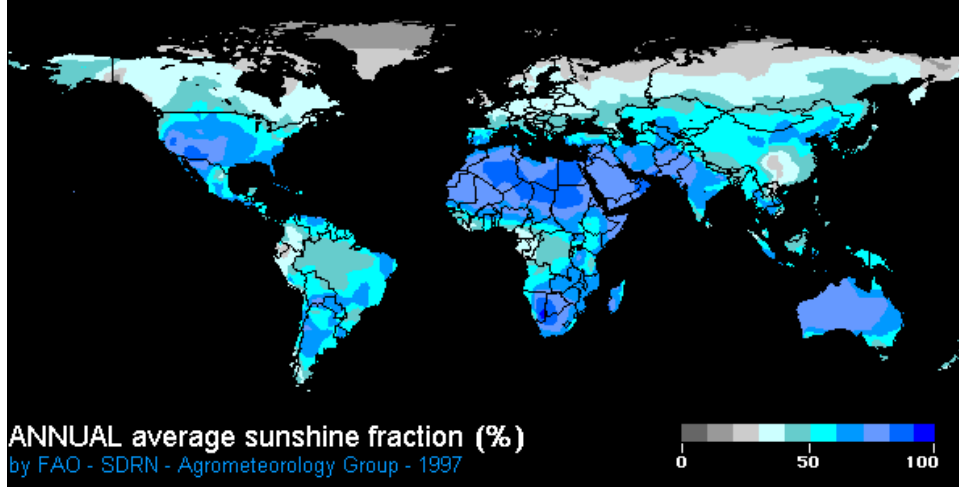 ANNUAL average sunshine fraction (%)
by FAO - SDRN - Agrometeorology Group - 1997
0 50 100